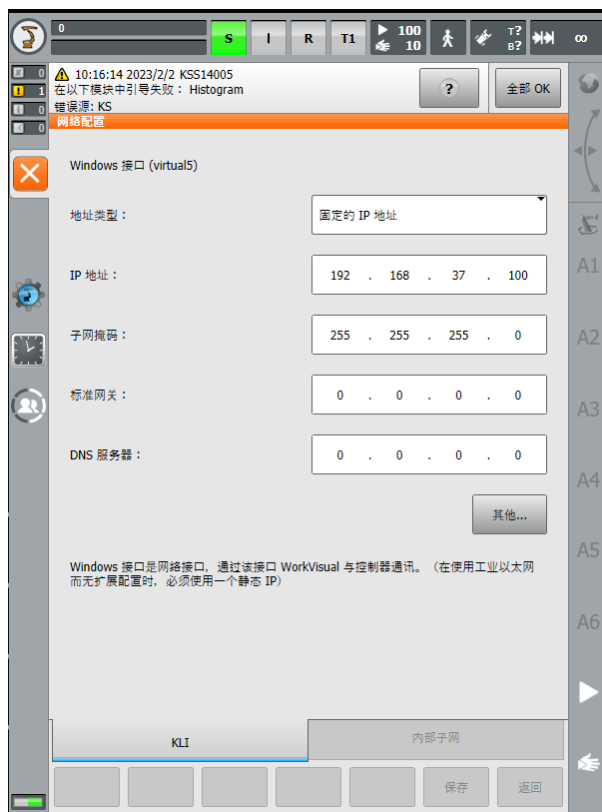 0
S
I
R
T1
100
10
T?
B?
∞
0
1
0
0
10:16:14 2023/2/2 KSS14005
在以下模块中引导失败： Histogram
错误源: KS
?
全部 OK
网络配置
Windows 接口 (virtual5)
地址类型：
固定的 IP 地址
IP 地址：
192 . 168 . 37 . 100
子网掩码：
255 . 255 . 255 . 0
标准网关：
0 . 0 . 0 . 0
DNS 服务器：
0 . 0 . 0 . 0
其他...
Windows 接口是网络接口，通过该接口 WorkVisual 与控制器通讯。（在使用工业以太网
而无扩展配置时，必须使用一个静态 IP）
A1
A2
A3
A4
A5
A6
KLI
内部子网
保存
返回